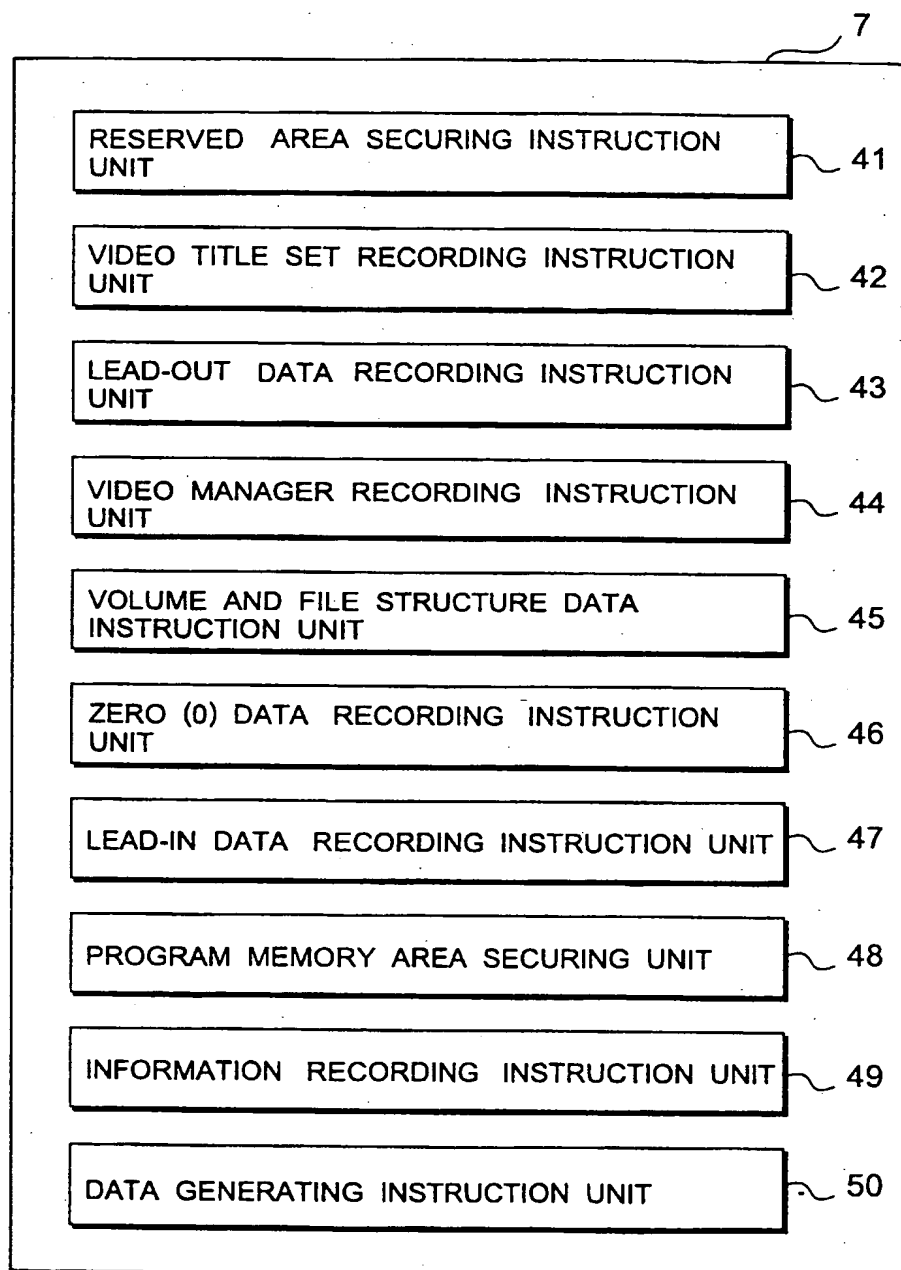 7
RESERVED AREA SECURING INSTRUCTION
UNIT
41
VIDEO TITLE SET RECORDING INSTRUCTION
UNIT
42
LEAD-OUT DATA RECORDING INSTRUCTION
UNIT
43
VIDEO MANAGER RECORDING INSTRUCTION
UNIT
44
VOLUME AND FILE STRUCTURE DATA
INSTRUCTION UNIT
45
ZERO (0) DATA RECORDING INSTRUCTION
UNIT
46
LEAD-IN DATA RECORDING INSTRUCTION UNIT
47
PROGRAM MEMORY AREA SECURING UNIT
48
INFORMATION RECORDING INSTRUCTION UNIT
49
DATA GENERATING INSTRUCTION UNIT
50